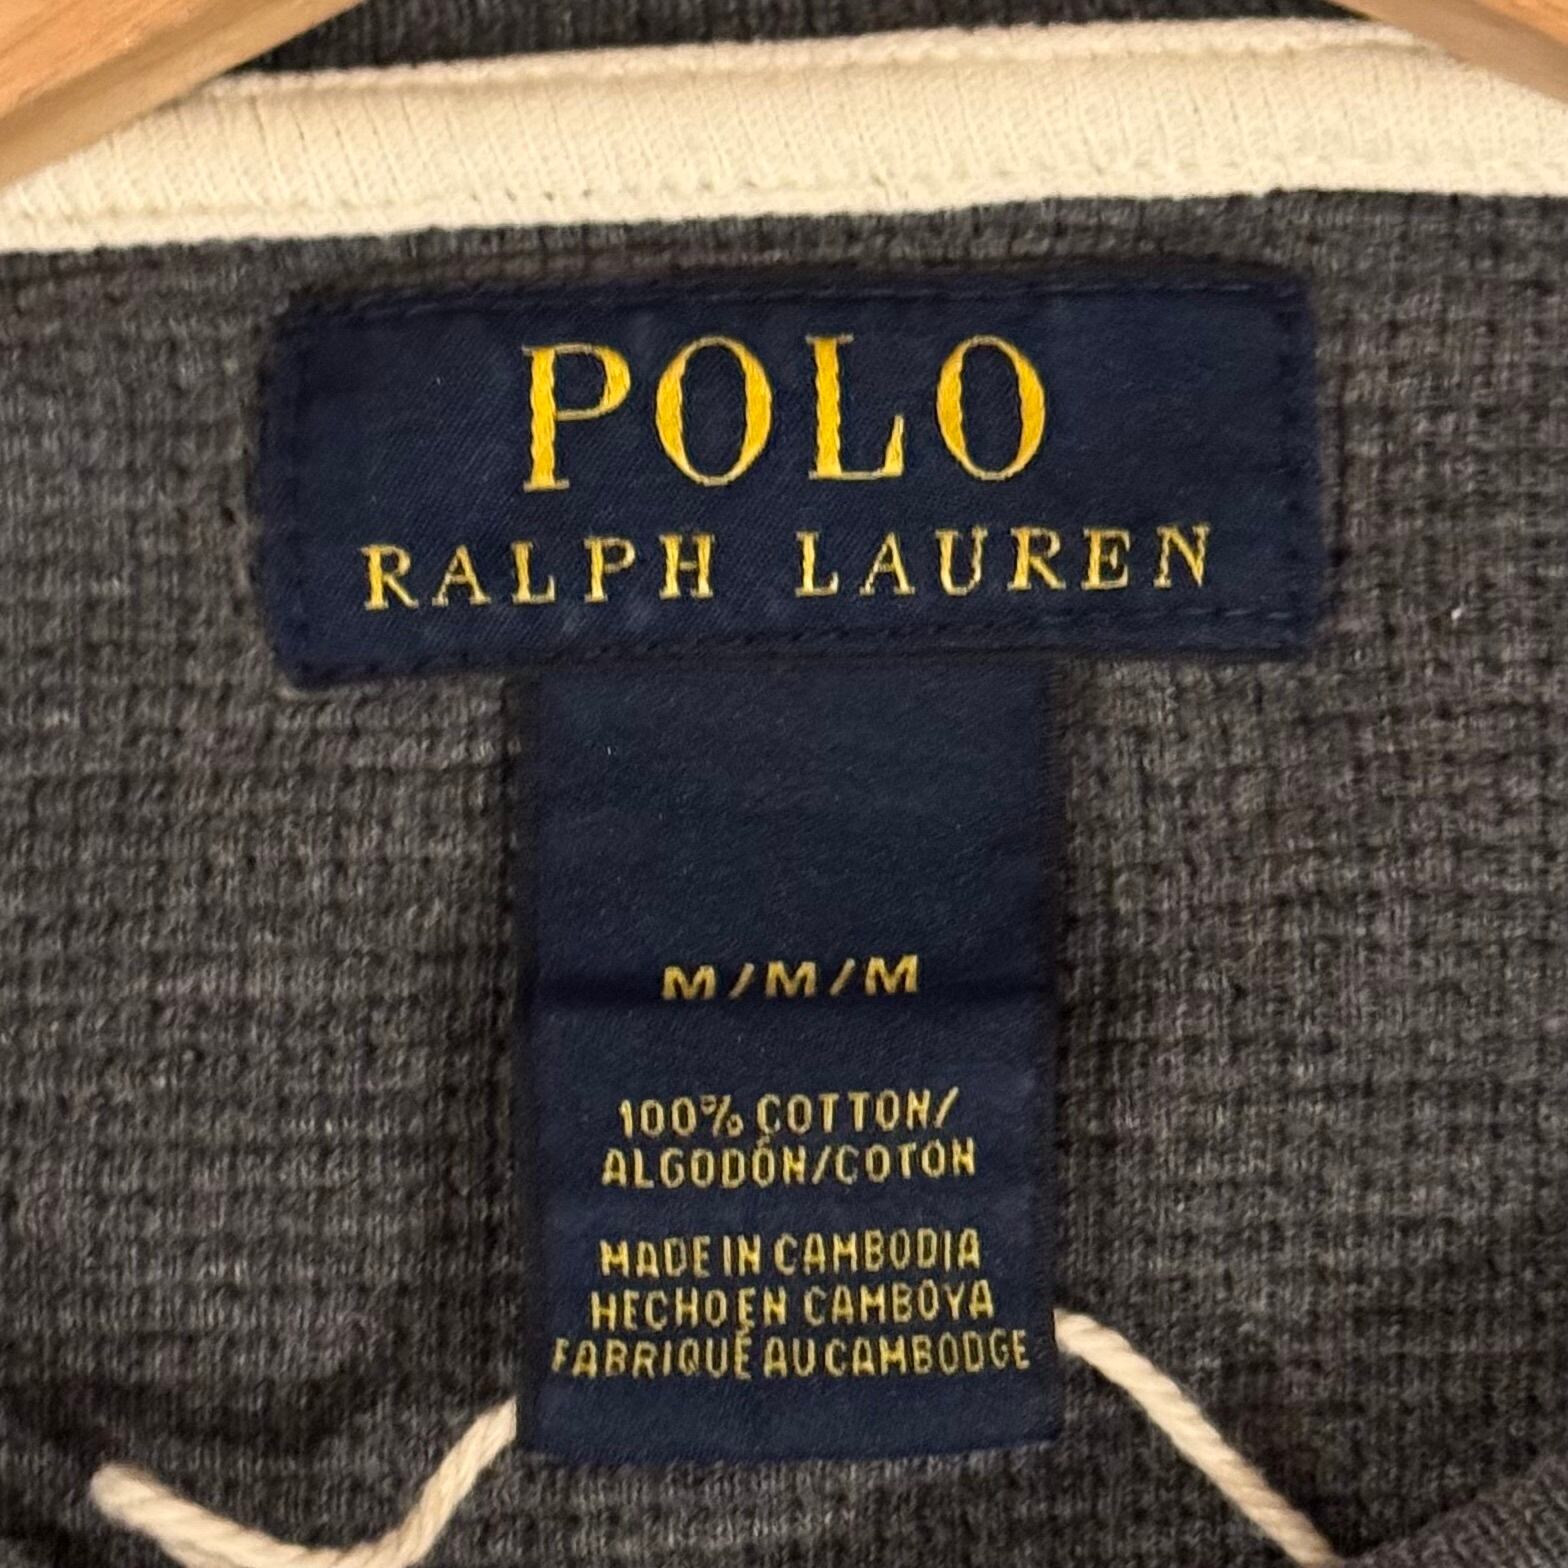 POLO
RALPH LAUREN
M/M/M
100% COTTON/
ALGODÓN/COTON
MADE IN CAMBODIA
HECHO EN CAMBOYA
FABRIQUÉ AU CAMBODGE